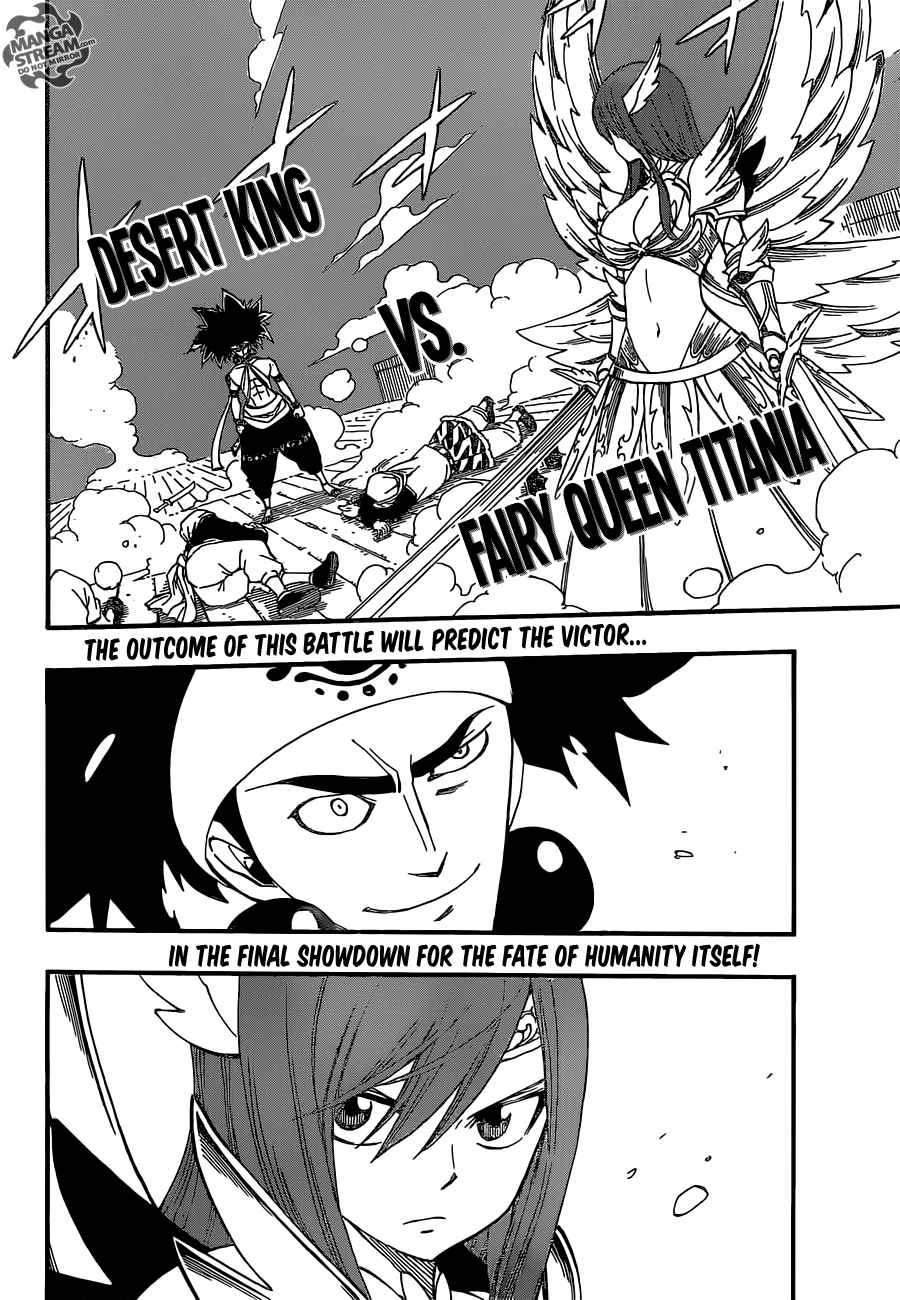 MANGA
STREAM.com
DO NOT MIRROR
DESERT KING
VS.
FAIRY QUEEN TITANIA
THE OUTCOME OF THIS BATTLE WILL PREDICT THE VICTOR...
IN THE FINAL SHOWDOWN FOR THE FATE OF HUMANITY ITSELF!